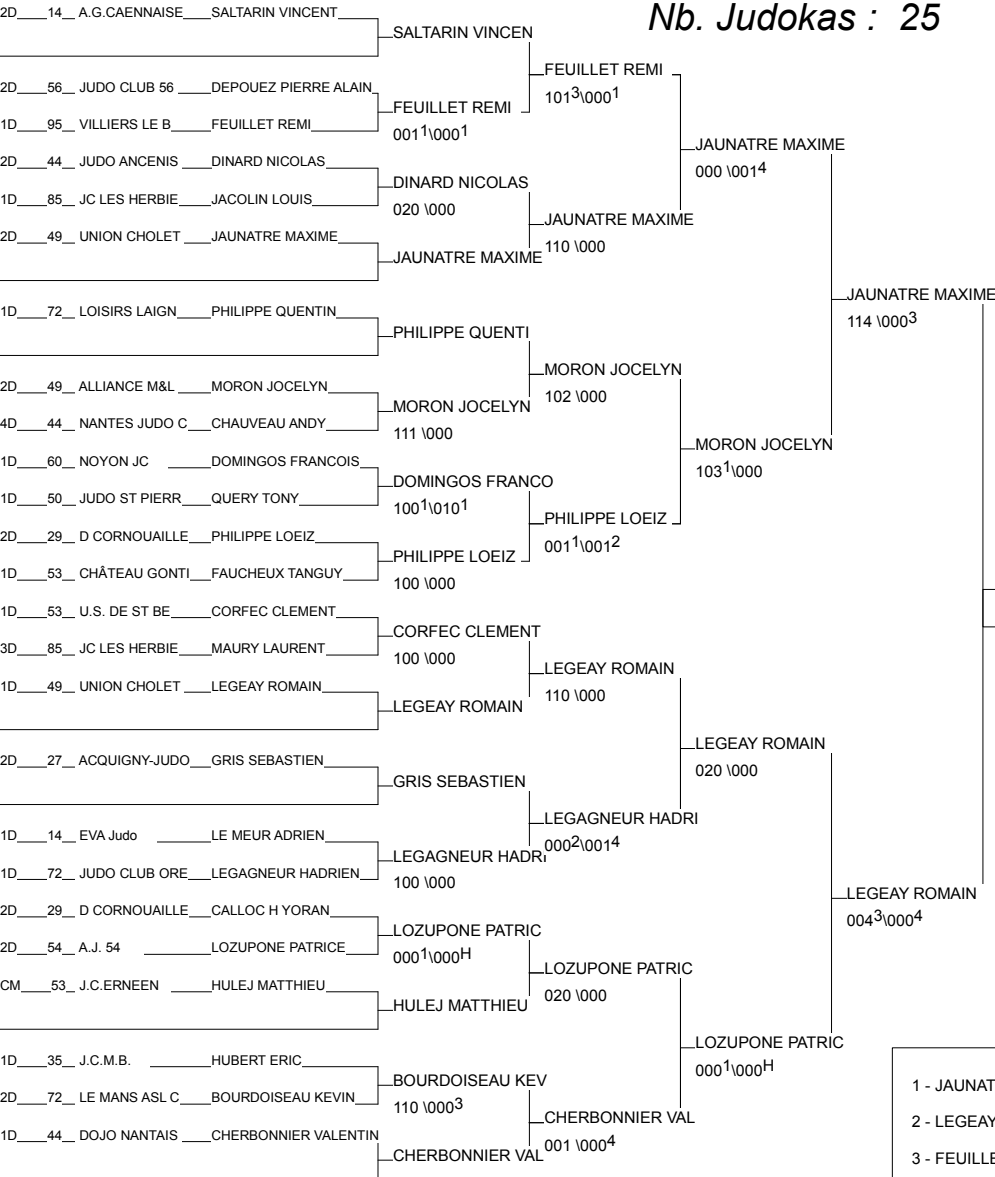 Nb. Judokas : 25
2D 14 A.G.CAENNAISE SALTARIN VINCENT
SALTARIN VINCEN
2D 56 JUDO CLUB 56 DEPOUEZ PIERRE ALAIN
1D 95 VILLIERS LE B FEUILLET REMI
FEUILLET REMI
001¹\000¹
FEUILLET REMI
101³\000¹
2D 44 JUDO ANCENIS DINARD NICOLAS
1D 85 JC LES HERBIE JACOLIN LOUIS
DINARD NICOLAS
020 \000
2D 49 UNION CHOLET JAUNATRE MAXIME
JAUNATRE MAXIME
JAUNATRE MAXIME
110 \000
JAUNATRE MAXIME
000 \001⁴
1D 72 LOISIRS LAIGN PHILIPPE QUENTIN
PHILIPPE QUENTI
2D 49 ALLIANCE M&L MORON JOCELYN
4D 44 NANTES JUDO C CHAUVEAU ANDY
MORON JOCELYN
111 \000
MORON JOCELYN
102 \000
1D 60 NOYON JC DOMINGOS FRANCOIS
1D 50 JUDO ST PIERR QUERY TONY
DOMINGOS FRANCO
100¹\010¹
2D 29 D CORNOUAILLE PHILIPPE LOEIZ
1D 53 CHÂTEAU GONTI FAUCHEUX TANGUY
PHILIPPE LOEIZ
100 \000
PHILIPPE LOEIZ
001¹\001²
MORON JOCELYN
103¹\000
JAUNATRE MAXIME
114 \000³
1D 53 U.S. DE ST BE CORFEC CLEMENT
3D 85 JC LES HERBIE MAURY LAURENT
CORFEC CLEMENT
100 \000
1D 49 UNION CHOLET LEGEAY ROMAIN
LEGEAY ROMAIN
LEGEAY ROMAIN
110 \000
2D 27 ACQUIGNY-JUDO GRIS SEBASTIEN
GRIS SEBASTIEN
1D 14 EVA Judo LE MEUR ADRIEN
1D 72 JUDO CLUB ORE LEGAGNEUR HADRIEN
LEGAGNEUR HADRI
100 \000
LEGAGNEUR HADRI
000²\001⁴
LEGEAY ROMAIN
020 \000
2D 29 D CORNOUAILLE CALLOC H YORAN
2D 54 A.J. 54 LOZUPONE PATRICE
LOZUPONE PATRIC
000¹\000ᴴ
CM 53 J.C.ERNEEN HULEJ MATTHIEU
HULEJ MATTHIEU
LOZUPONE PATRIC
020 \000
1D 35 J.C.M.B. HUBERT ERIC
2D 72 LE MANS ASL C BOURDOISEAU KEVIN
BOURDOISEAU KEV
110 \000³
1D 44 DOJO NANTAIS CHERBONNIER VALENTIN
CHERBONNIER VAL
CHERBONNIER VAL
001 \000⁴
LOZUPONE PATRIC
000¹\000ᴴ
LEGEAY ROMAIN
004³\000⁴
1 - JAUNAT
2 - LEGEAY
3 - FEUILLE